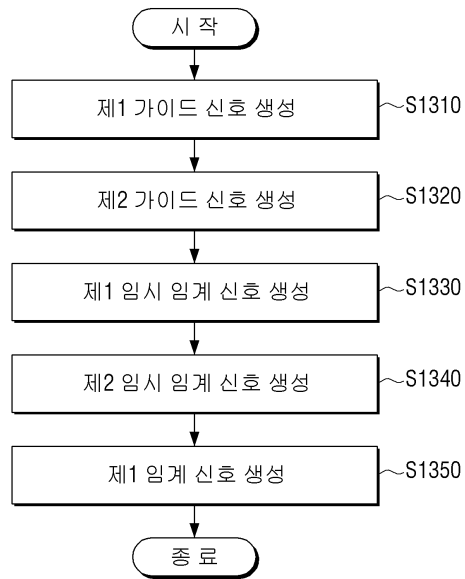 시 작
제1 가이드 신호 생성 S1310
제2 가이드 신호 생성 S1320
제1 임시 임계 신호 생성 S1330
제2 임시 임계 신호 생성 S1340
제1 임계 신호 생성 S1350
종 료